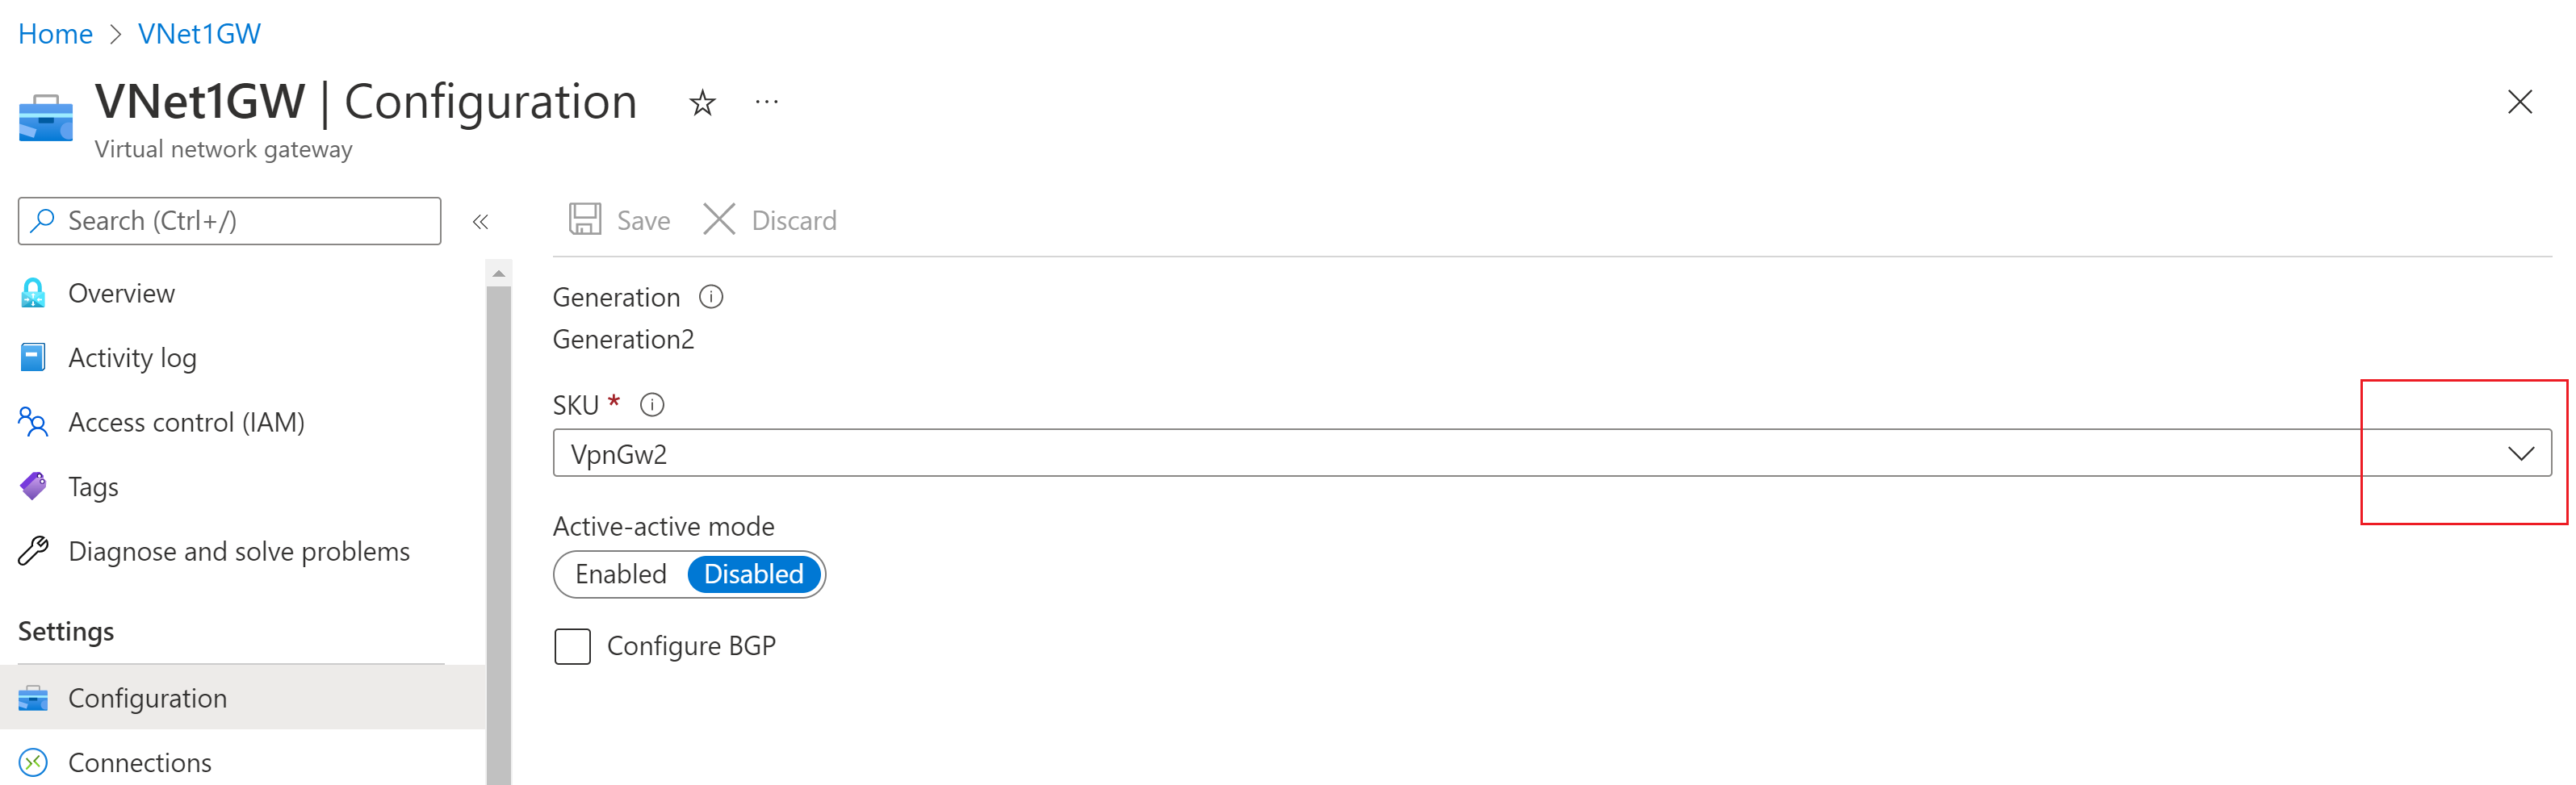 Home > VNet1GW
VNet1GW | Configuration
Virtual network gateway
Search (Ctrl+/)
Overview
Activity log
Access control (IAM)
Tags
Diagnose and solve problems
Settings
Configuration
Connections
Save Discard
Generation
Generation2
SKU *
VpnGw2
Active-active mode
Enabled Disabled
Configure BGP